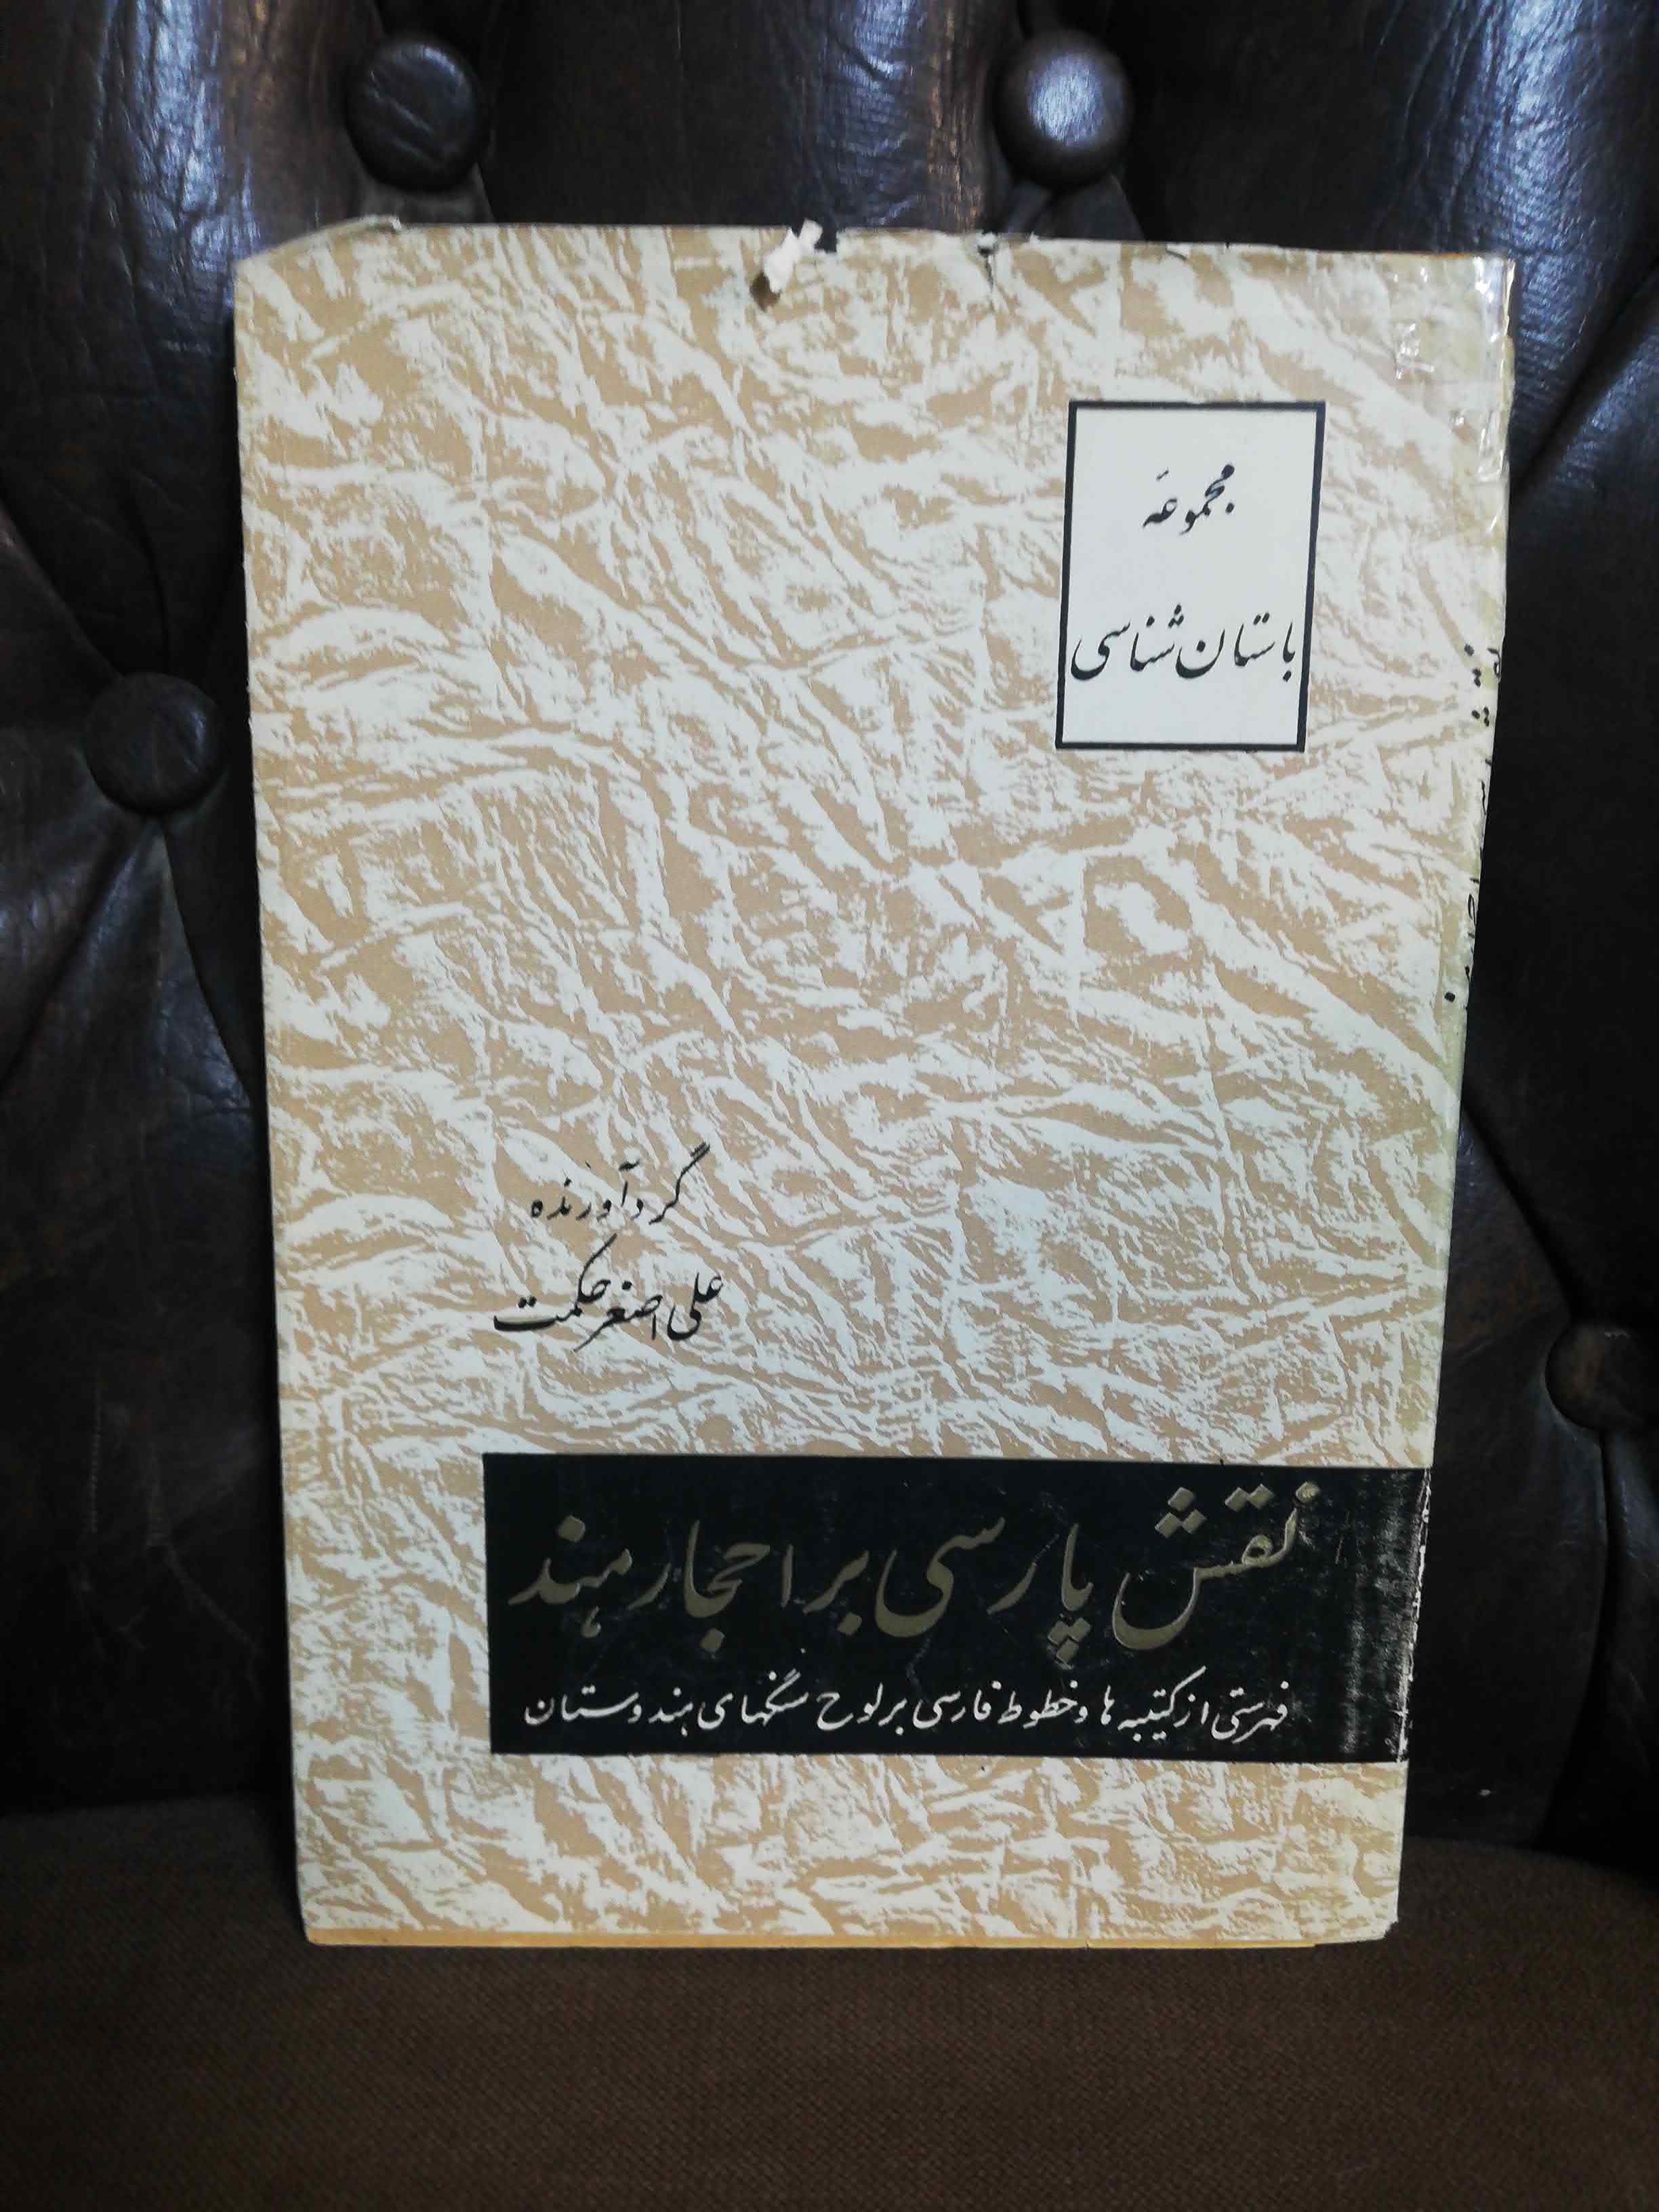 مجموعه
باستان شناسی
گردآورنده
علی اصغر حکمت
نقش پارسی بر احجار هند
فهرستی از کتیبه ها و خطوط فارسی بر لوح سنگهای هندوستان